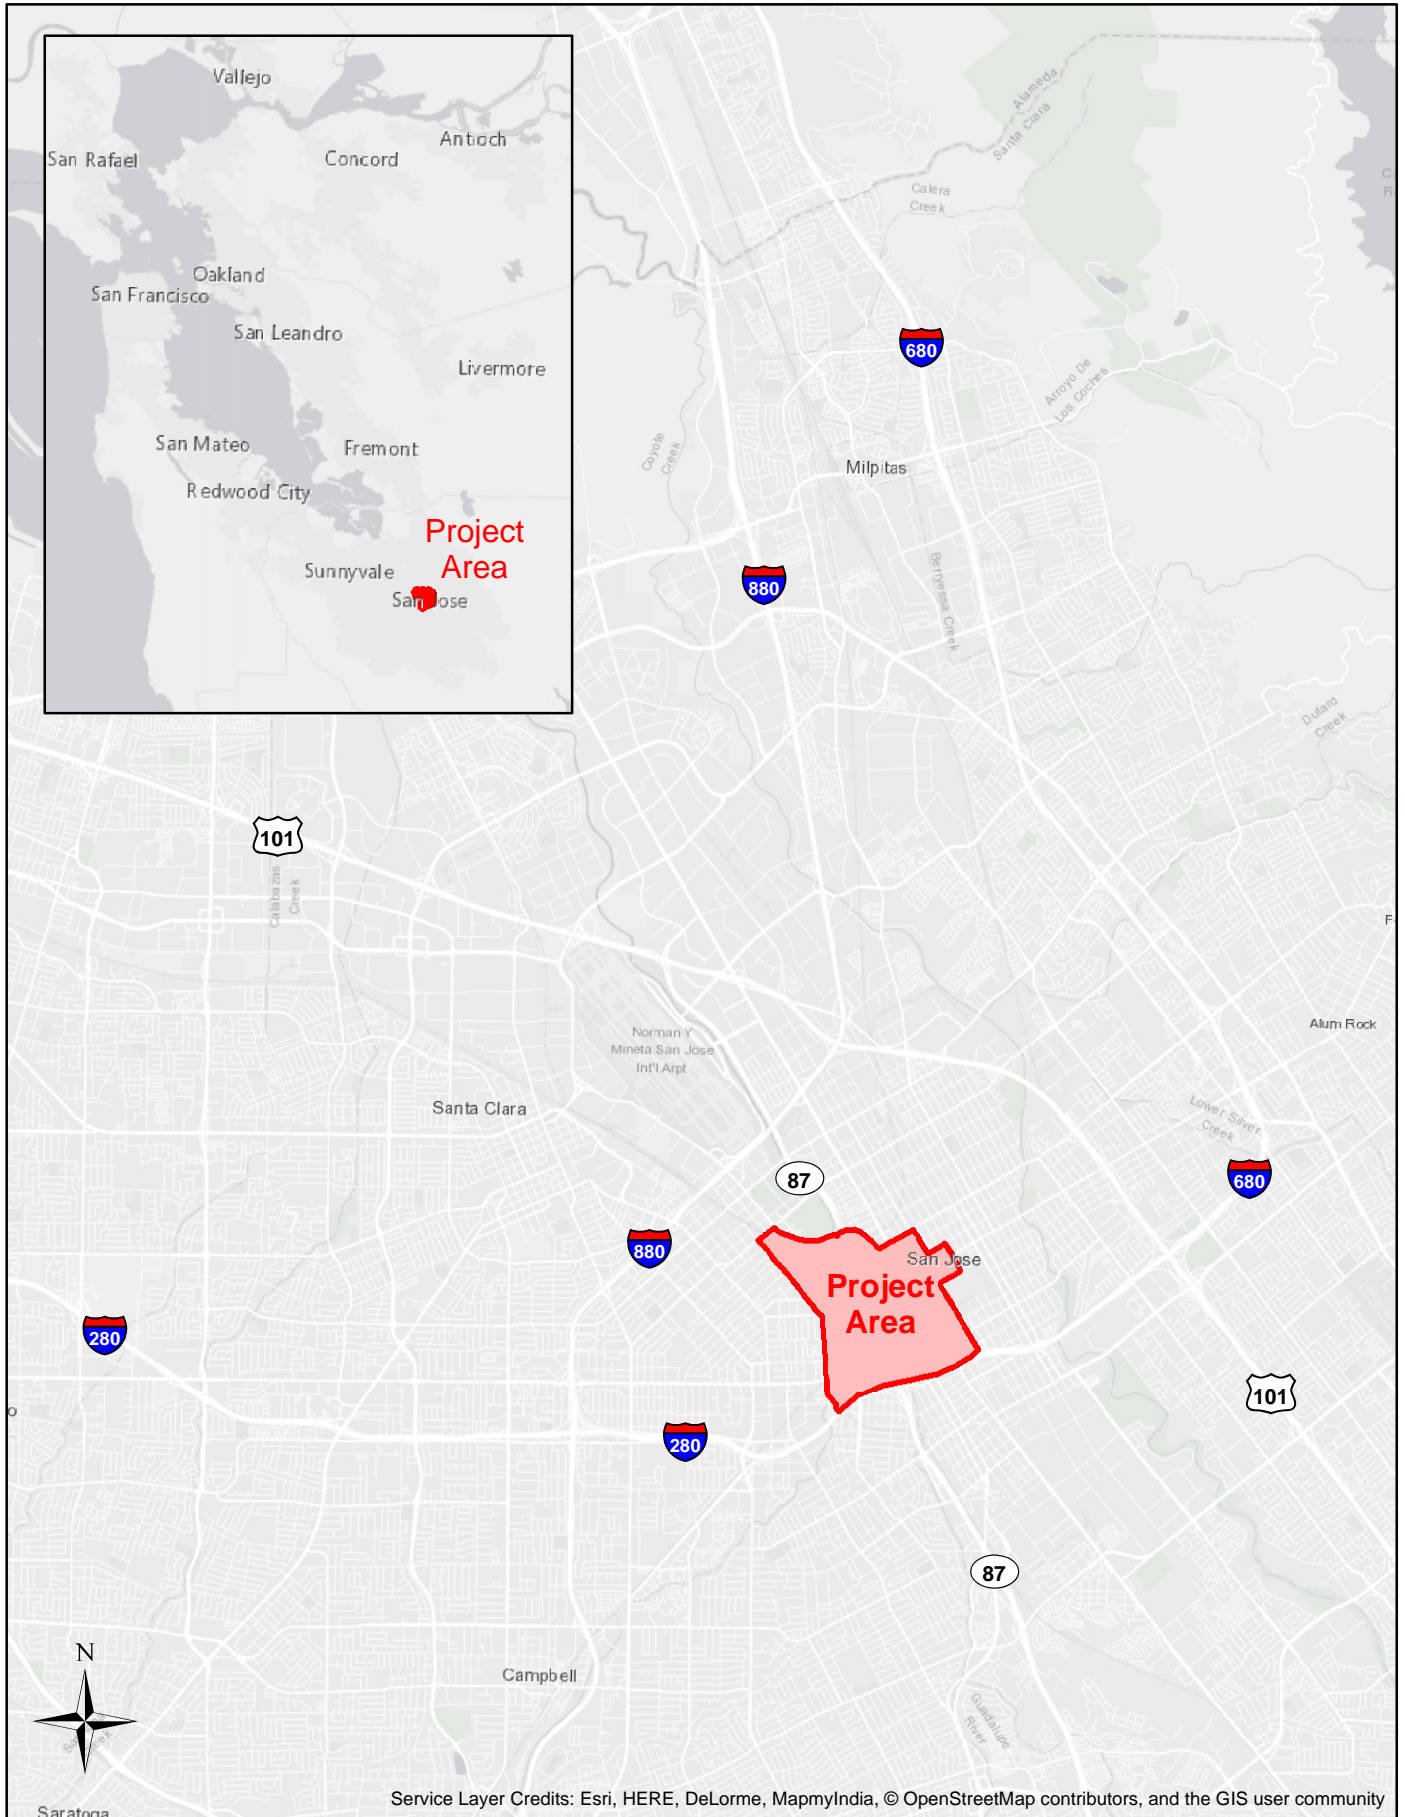 Vallejo
Antioch
San Rafael
Concord
Oakland
San Francisco
San Leandro
Livermore
San Mateo
Fremont
Redwood City
Project
Area
Sunnyvale
Alameda
Santa Clara
Calera
Creek
680
Arroyo De
Los Coches
Coyote
Creek
Milpitas
880
Berryessa Creek
Dutard
Creek
101
Calabazas
Creek
Norman Y
Mineta San Jose
Int'l Arpt
Alum Rock
Santa Clara
Lower Silver
Creek
87
680
880
San Jose
Project
Area
280
101
280
87
N
Campbell
Guadalupe
River
Saratoga
Service Layer Credits: Esri, HERE, DeLorme, MapmyIndia, © OpenStreetMap contributors, and the GIS user community